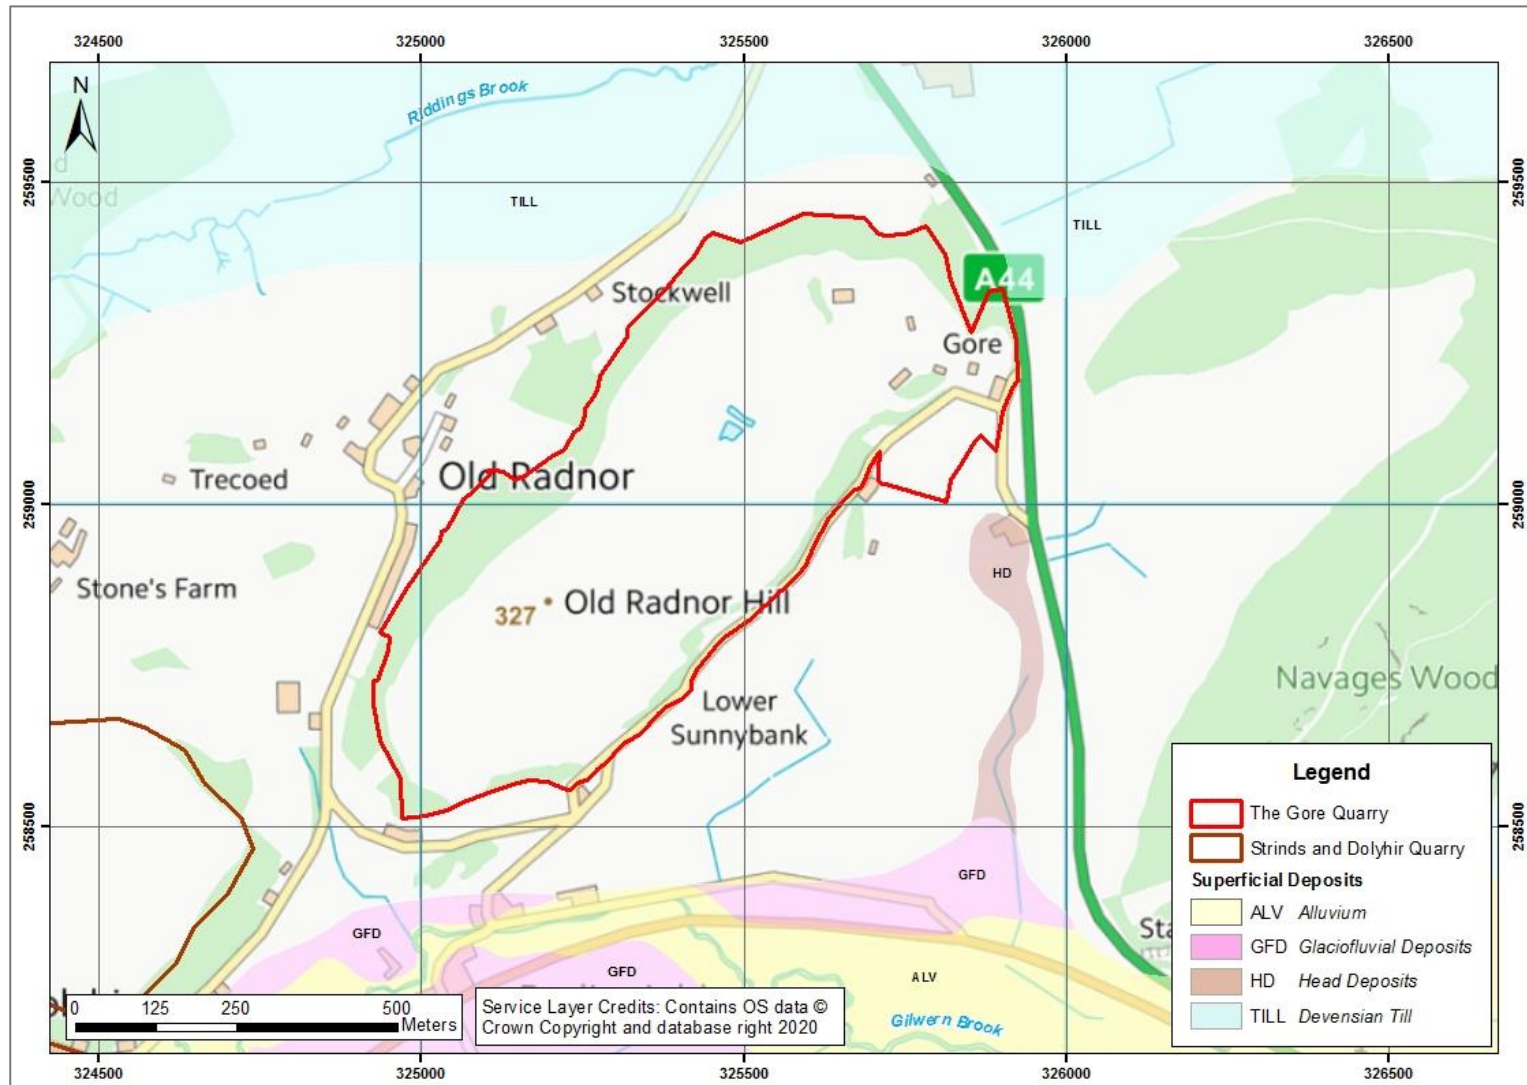 324500 325000 325500 326000 326500
N
Riddings Brook
Wood
259500
259500
TILL
TILL
A44
Stockwell
Gore
Old Radnor
Trecoed
259000
259000
Stone's Farm
327
Old Radnor Hill
HD
Navages Wood
Lower
Sunnybank
258500
258500
GFD
GFD
GFD
ALV
Gilwern Brook
Legend
The Gore Quarry
Strinds and Dolyhir Quarry
Superficial Deposits
ALV Alluvium
GFD Glaciofluvial Deposits
HD Head Deposits
TILL Devensian Till
0 125 250 500
Meters
Service Layer Credits: Contains OS data ©
Crown Copyright and database right 2020
324500 325000 325500 326000 326500